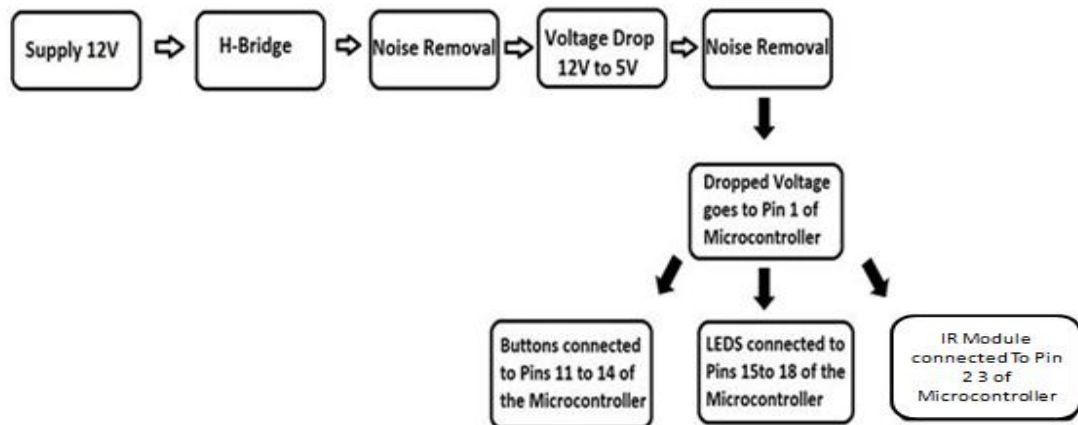 Supply 12V
H-Bridge
Noise Removal
Voltage Drop
12V to 5V
Noise Removal
Dropped Voltage
goes to Pin 1 of
Microcontroller
Buttons connected
to Pins 11 to 14 of
the Microcontroller
LEDS connected to
Pins 15to 18 of the
Microcontroller
IR Module
connected To Pin
2 3 of
Microcontroller